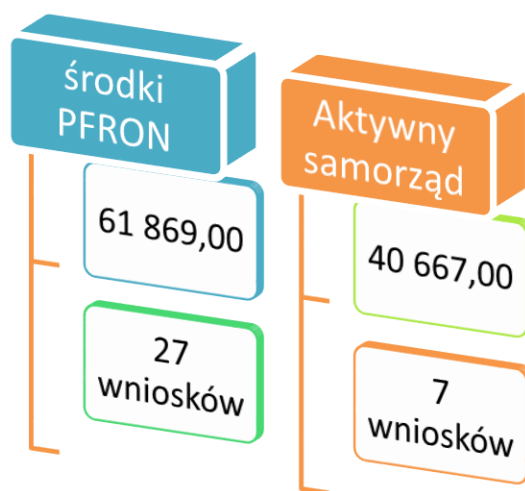 środki
PFRON
61 869,00
27
wniosków
Aktywny
samorząd
40 667,00
7
wniosków